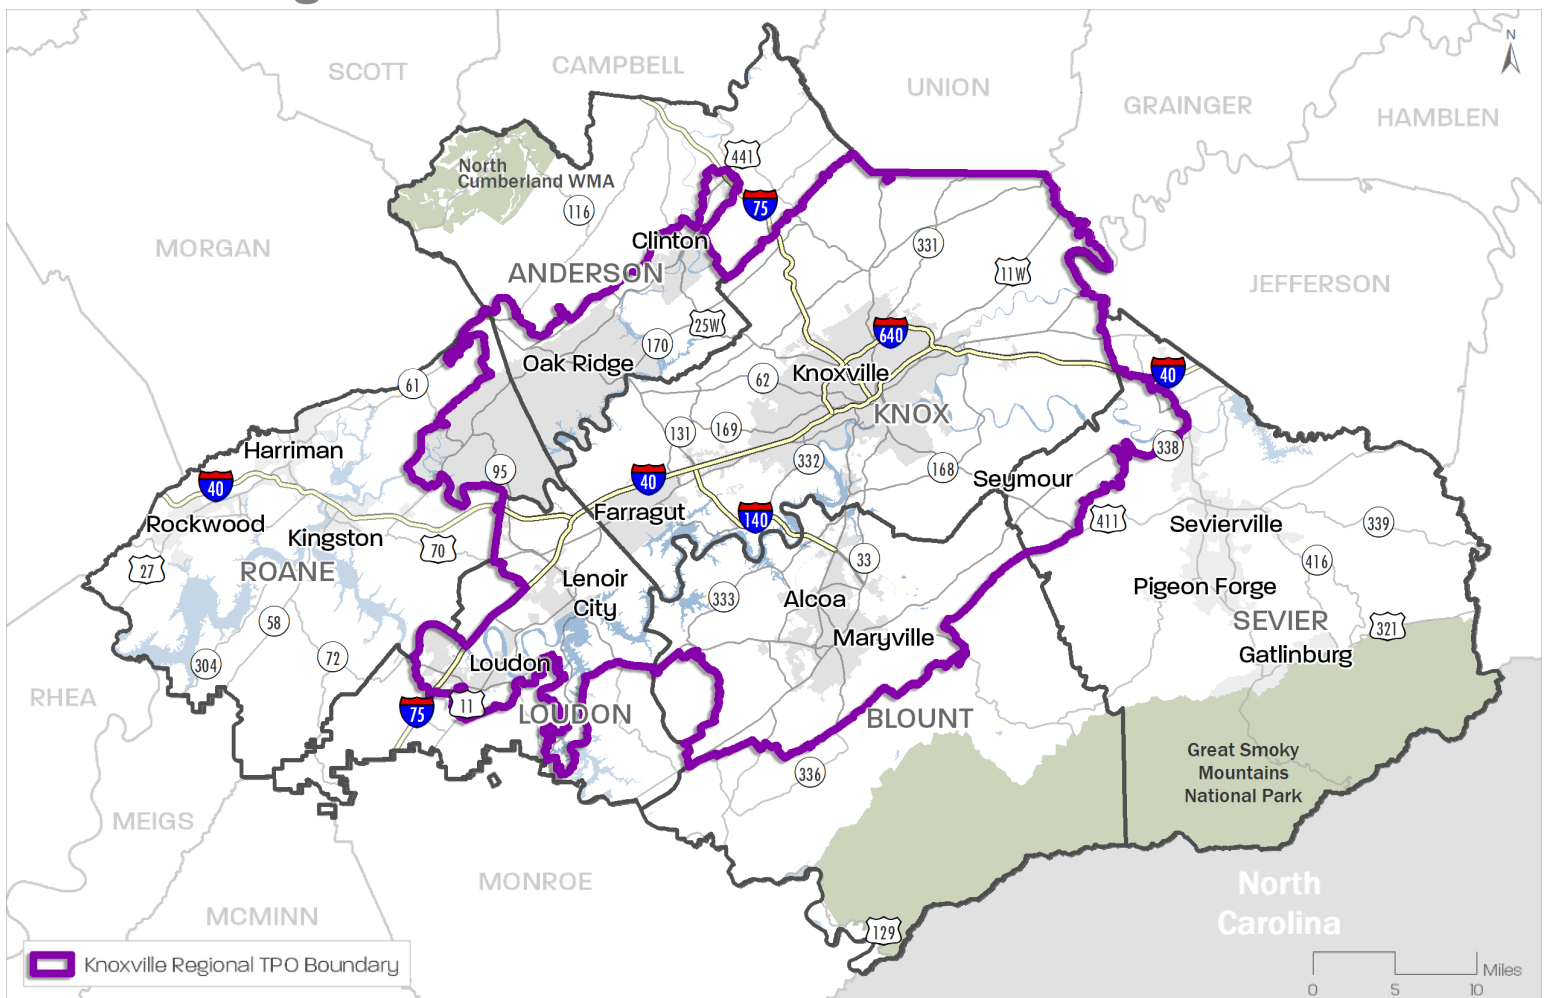 N
SCOTT
CAMPBELL
UNION
GRAINGER
HAMBLEN
441
North
Cumberland WMA
116
75
MORGAN
Clinton
331
ANDERSON
11W
JEFFERSON
25W
170
640
Oak Ridge
62
Knoxville
40
61
KNOX
131
169
Harriman
338
332
95
168
Seymour
40
40
Rockwood
Farragut
140
411
Sevierville
339
Kingston
70
27
ROANE
33
416
Lenoir
City
Pigeon Forge
333
Alcoa
58
SEVIER
321
Maryville
72
304
Loudon
Gatlinburg
RHEA
11
75
LOUDON
BLOUNT
Great Smoky
Mountains
National Park
336
MEIGS
MONROE
North
Carolina
MCMINN
129
Knoxville Regional TPO Boundary
Miles
0
5
10